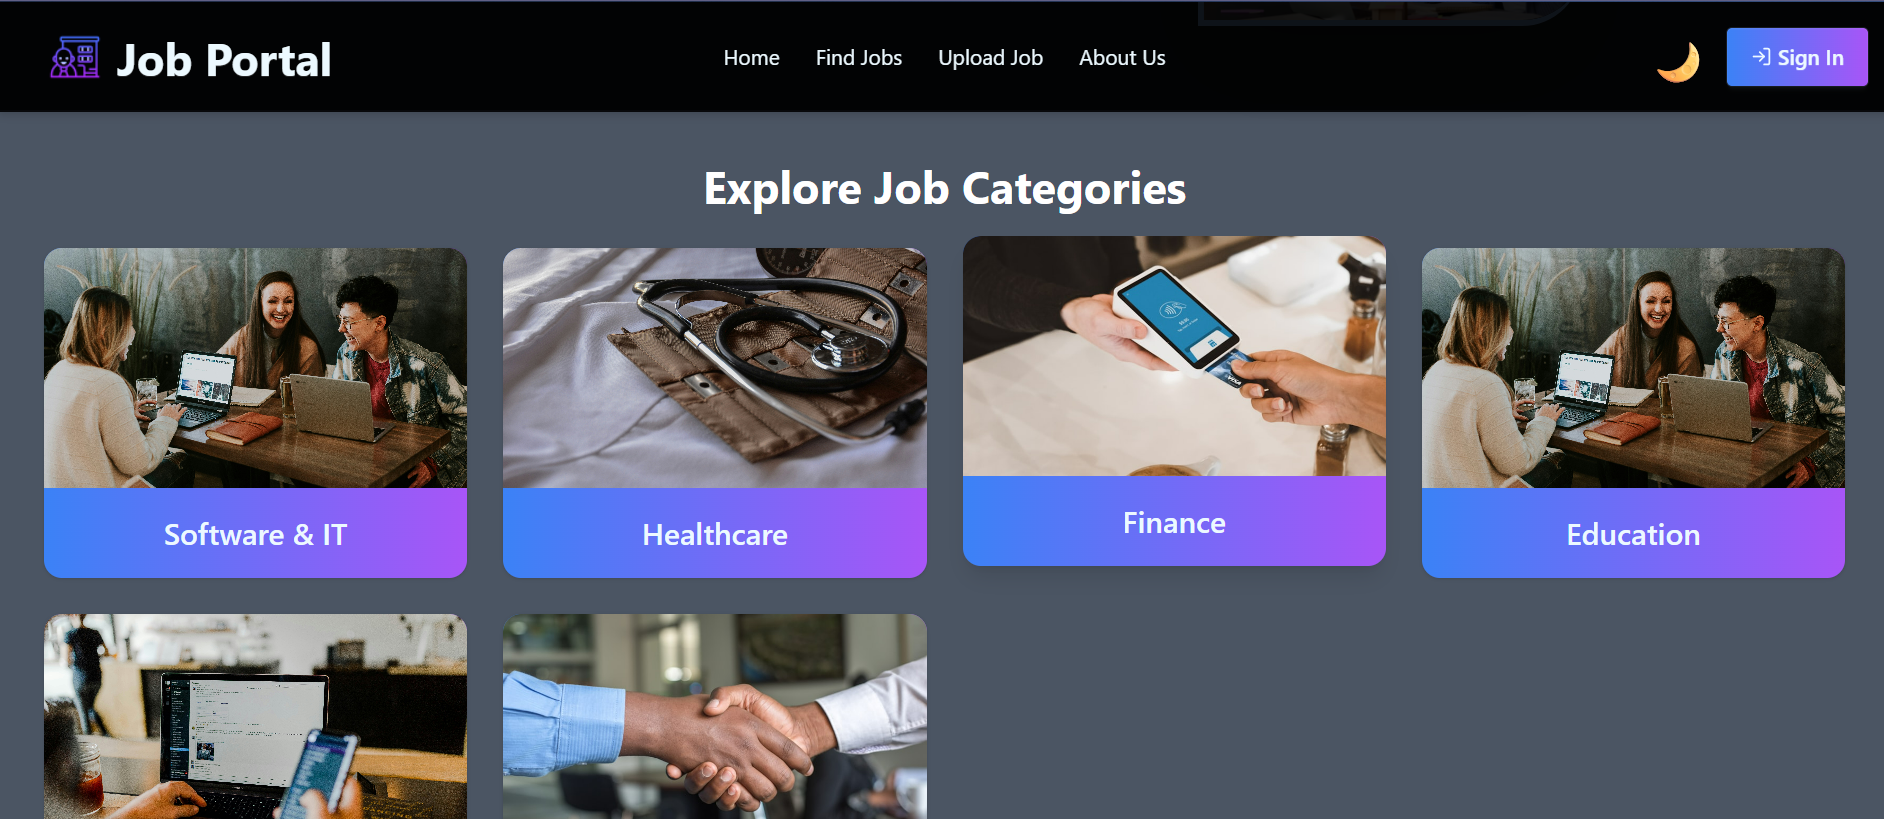 Job Portal
Home
Find Jobs
Upload Job
About Us
Sign In
Explore Job Categories
Software & IT
Healthcare
Finance
Education